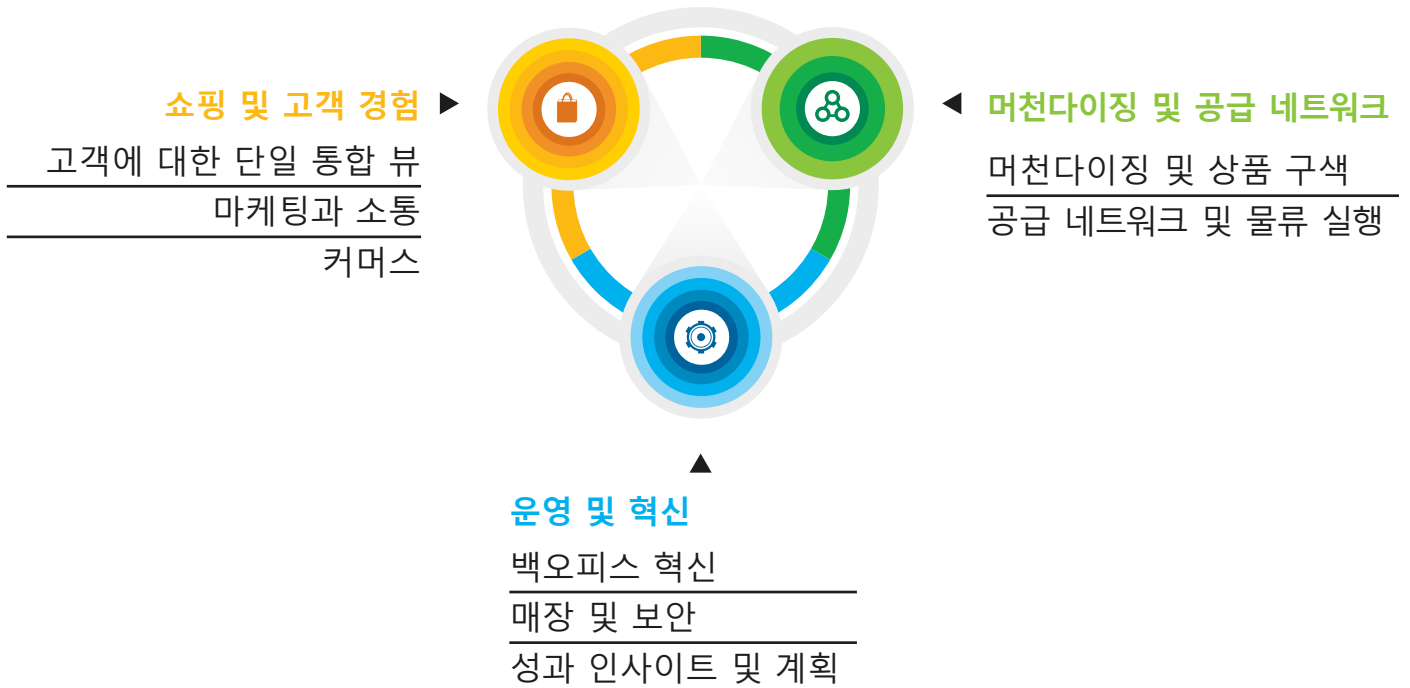 쇼핑 및 고객 경험
고객에 대한 단일 통합 뷰
마케팅과 소통
커머스
머천다이징 및 공급 네트워크
머천다이징 및 상품 구색
공급 네트워크 및 물류 실행
운영 및 혁신
백오피스 혁신
매장 및 보안
성과 인사이트 및 계획